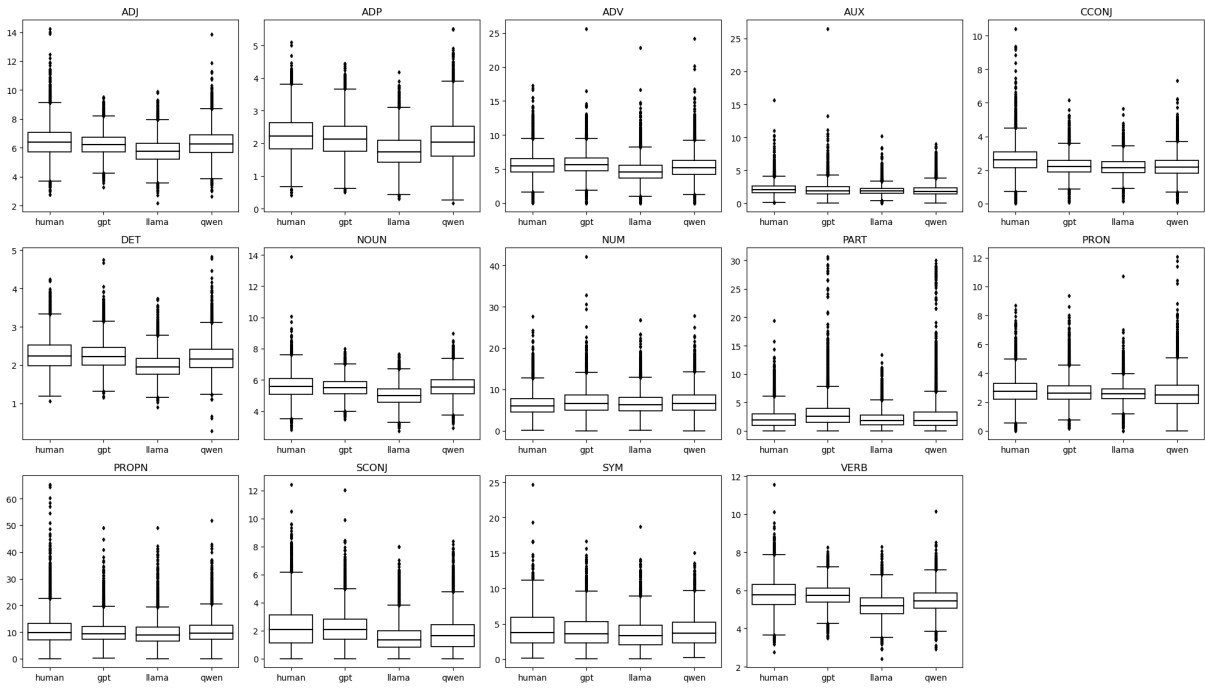 ADJ ADP ADV AUX CCONJ
14 12 10 8 6 4 2
5 4 3 2 1 0
25 20 15 10 5 0
25 20 15 10 5 0
10 8 6 4 2 0
human gpt llama qwen human gpt llama qwen human gpt llama qwen human gpt llama qwen human gpt llama qwen
DET NOUN NUM PART PRON
5 4 3 2 1
14 12 10 8 6 4
40 30 20 10 0
30 25 20 15 10 5 0
12 10 8 6 4 2 0
human gpt llama qwen human gpt llama qwen human gpt llama qwen human gpt llama qwen human gpt llama qwen
PROPN SCONJ SYM VERB
60 50 40 30 20 10 0
12 10 8 6 4 2 0
25 20 15 10 5 0
12 10 8 6 4 2
human gpt llama qwen human gpt llama qwen human gpt llama qwen human gpt llama qwen